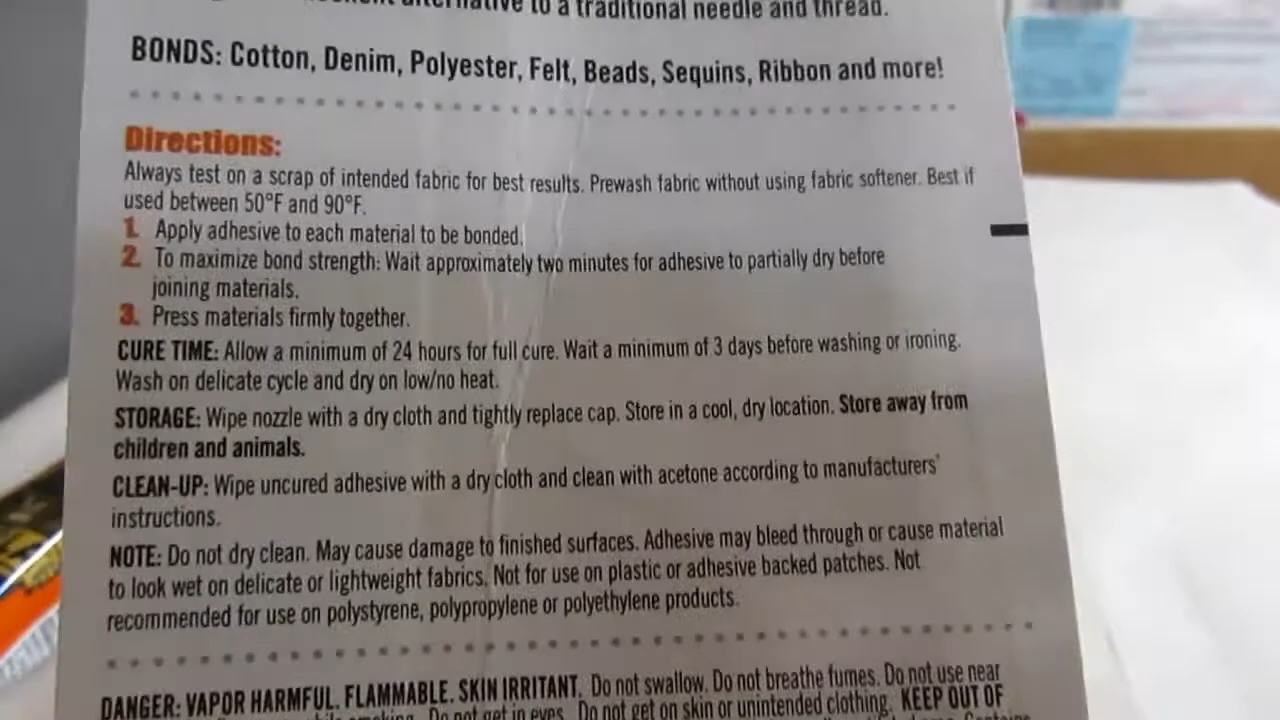 alternative to a traditional needle and thread.
BONDS: Cotton, Denim, Polyester, Felt, Beads, Sequins, Ribbon and more!
Directions:
Always test on a scrap of intended fabric for best results. Prewash fabric without using fabric softener. Best if
used between 50°F and 90°F.
1. Apply adhesive to each material to be bonded.
2. To maximize bond strength: Wait approximately two minutes for adhesive to partially dry before
joining materials.
3. Press materials firmly together.
CURE TIME: Allow a minimum of 24 hours for full cure. Wait a minimum of 3 days before washing or ironing.
Wash on delicate cycle and dry on low/no heat.
STORAGE: Wipe nozzle with a dry cloth and tightly replace cap. Store in a cool, dry location. Store away from
children and animals.
CLEAN-UP: Wipe uncured adhesive with a dry cloth and clean with acetone according to manufacturers'
instructions.
NOTE: Do not dry clean. May cause damage to finished surfaces. Adhesive may bleed through or cause material
to look wet on delicate or lightweight fabrics. Not for use on plastic or adhesive backed patches. Not
recommended for use on polystyrene, polypropylene or polyethylene products.
DANGER: VAPOR HARMFUL. FLAMMABLE. SKIN IRRITANT. Do not swallow. Do not breathe fumes. Do not use near
smoking. Do not get in eyes. Do not get on skin or unintended clothing. KEEP OUT OF